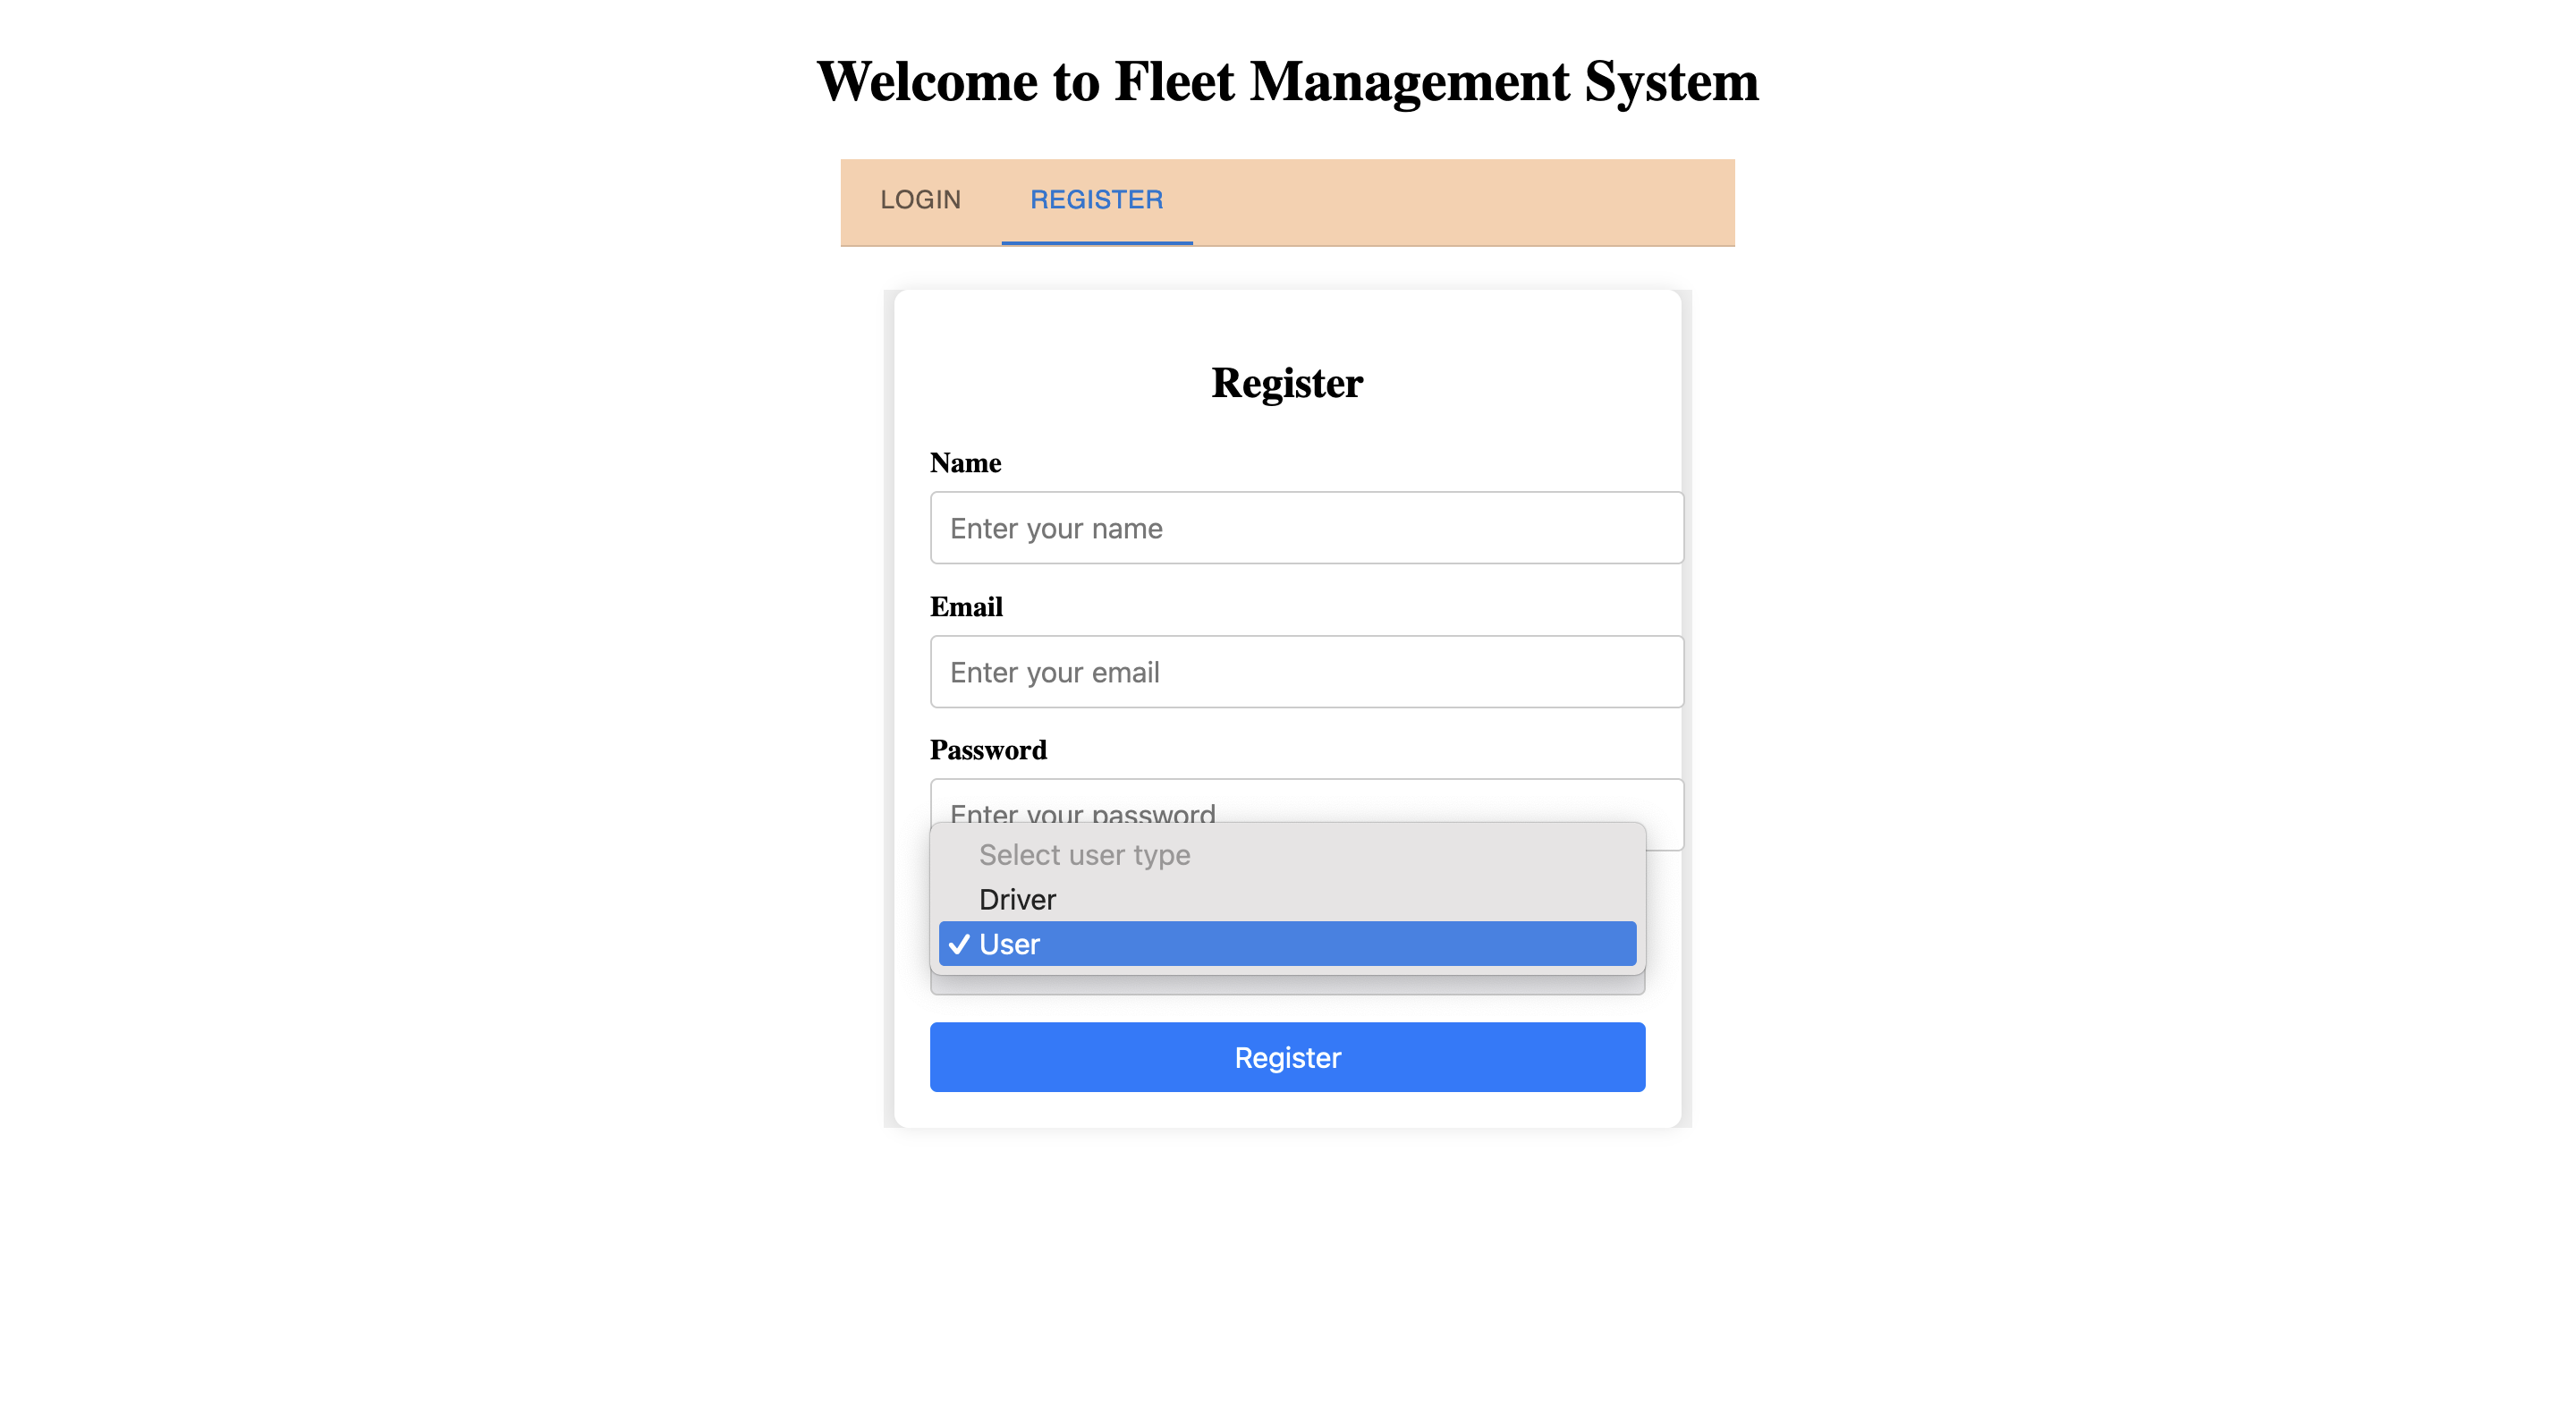 Welcome to Fleet Management System
LOGIN REGISTER
Register
Name
Enter your name
Email
Enter your email
Password
Enter your password
Select user type
Driver
✓ User
Register